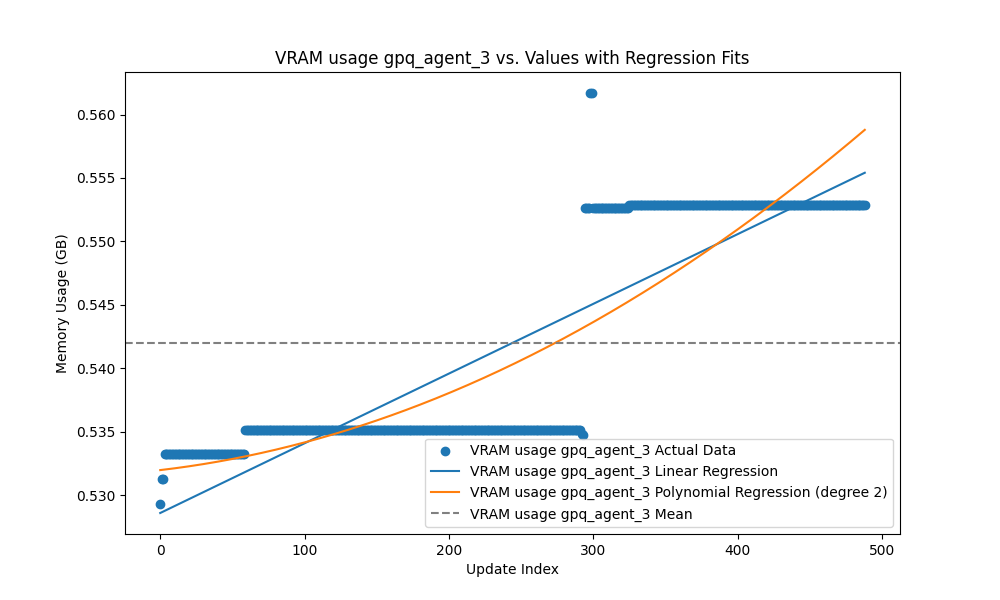 VRAM usage gpq_agent_3 vs. Values with Regression Fits
0.560
0.555
0.550
0.545
0.540
0.535
0.530
Memory Usage (GB)
VRAM usage gpq_agent_3 Actual Data
VRAM usage gpq_agent_3 Linear Regression
VRAM usage gpq_agent_3 Polynomial Regression (degree 2)
VRAM usage gpq_agent_3 Mean
0 100 200 300 400 500
Update Index